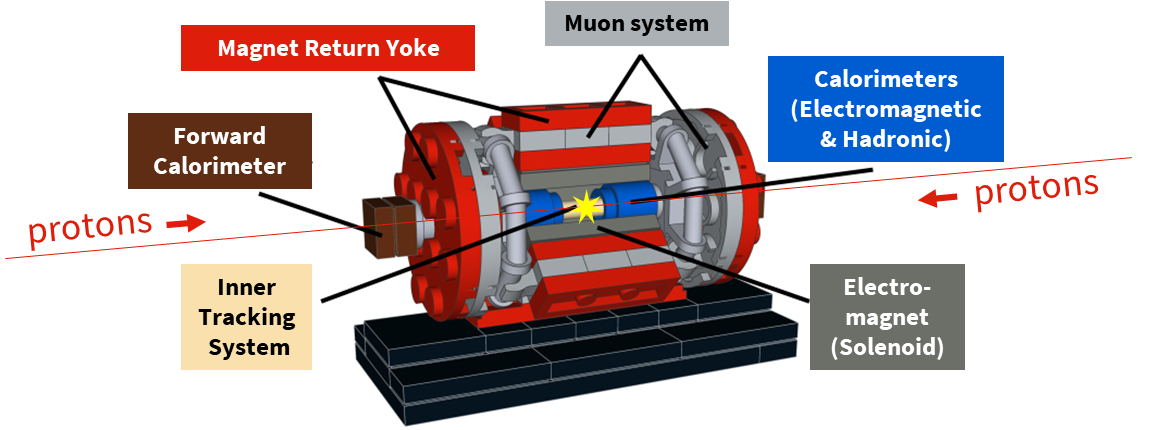 Muon system
Magnet Return Yoke
Calorimeters
(Electromagnetic
& Hadronic)
Forward
Calorimeter
protons
protons
Inner
Tracking
System
Electro-
magnet
(Solenoid)